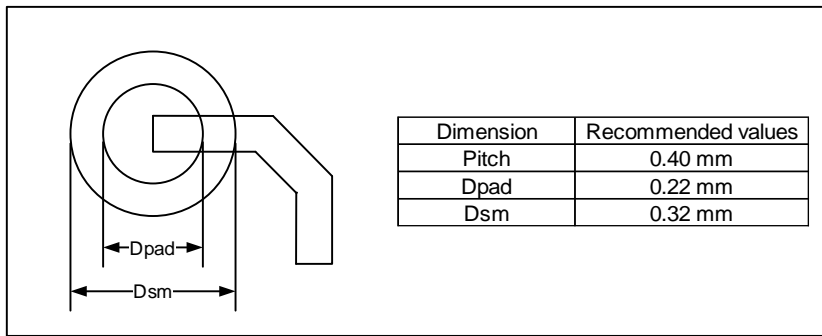 Dimension Recommended values
Pitch 0.40 mm
Dpad 0.22 mm
Dsm 0.32 mm
Dpad
Dsm